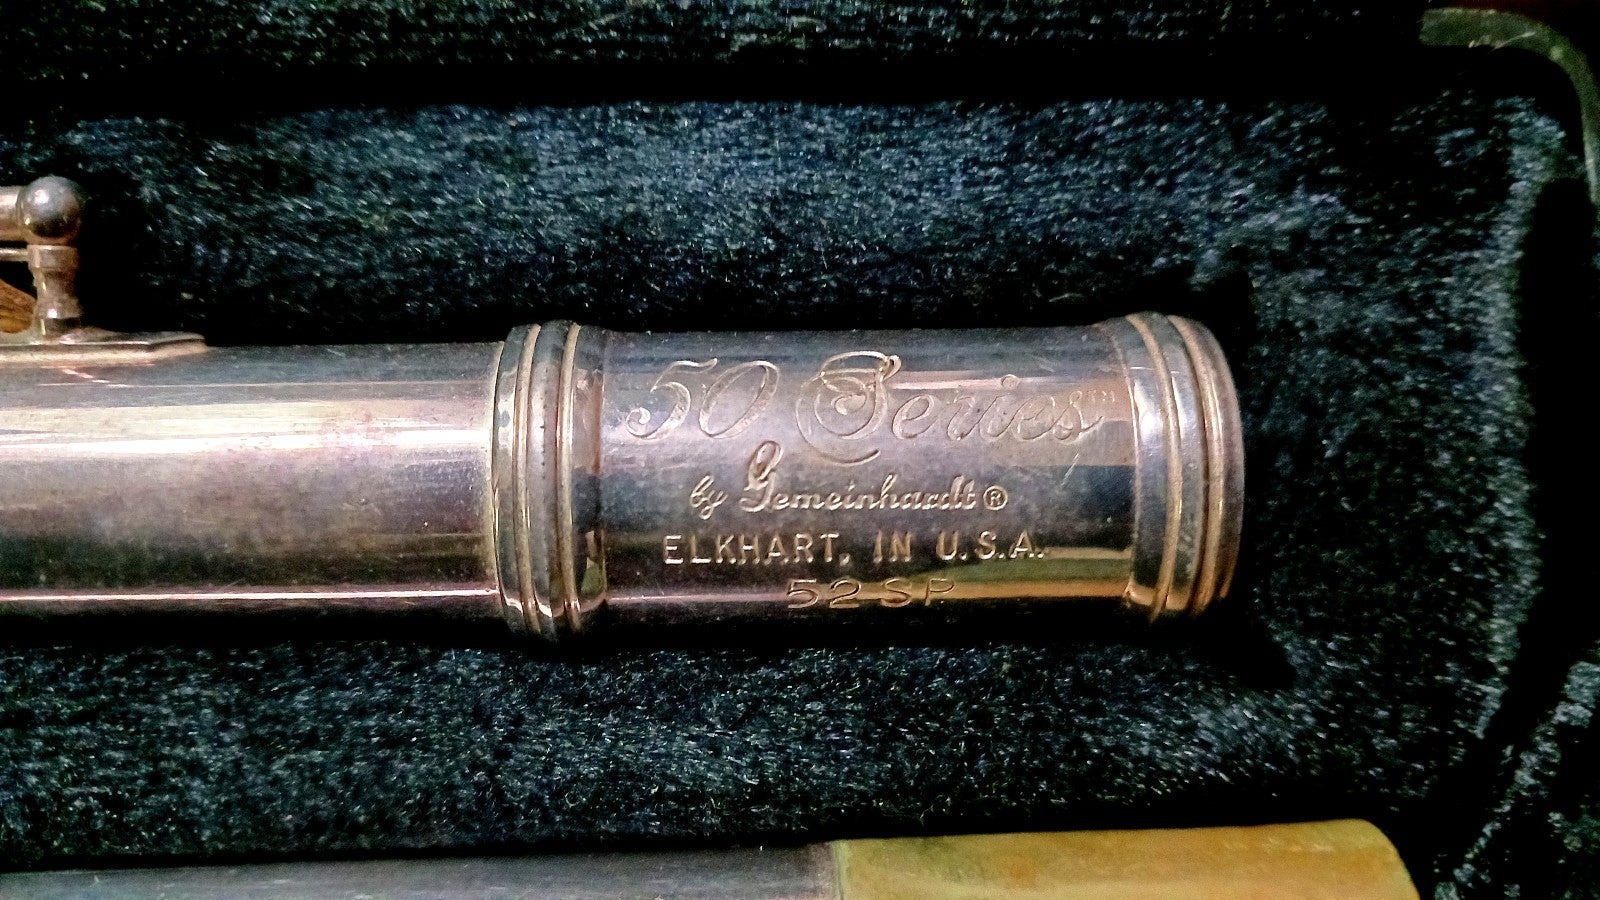 50 Series™
by Gemeinhardt®
ELKHART, IN U.S.A.
52SP